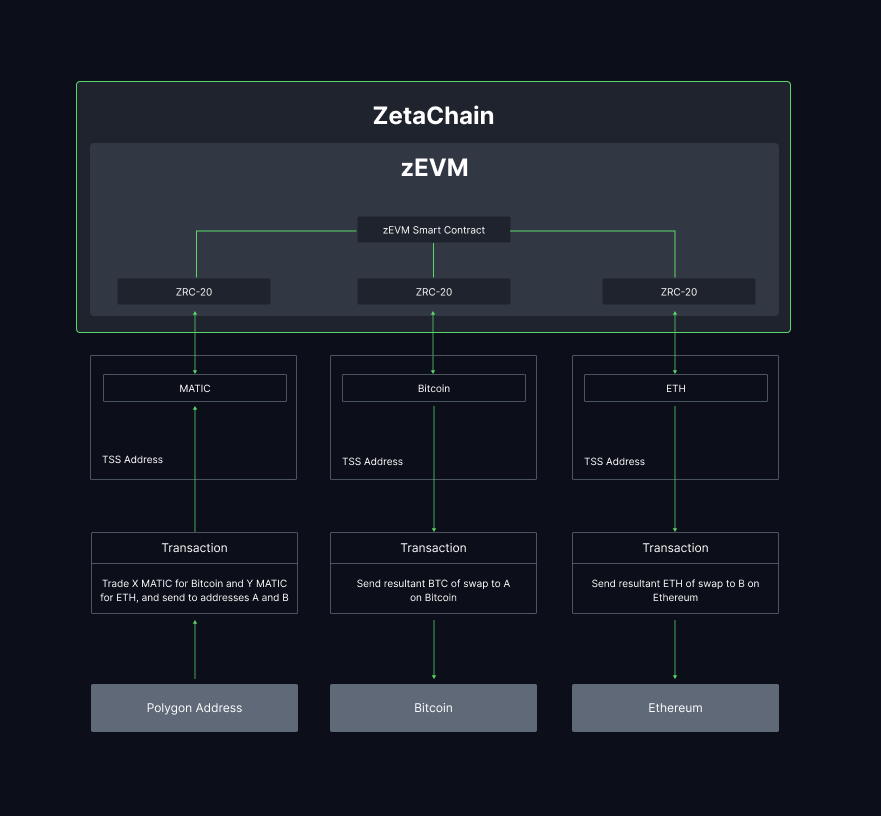 ZetaChain
zEVM
zEVM Smart Contract
ZRC-20
ZRC-20
ZRC-20
MATIC
Bitcoin
ETH
TSS Address
TSS Address
TSS Address
Transaction
Transaction
Transaction
Trade X MATIC for Bitcoin and Y MATIC
for ETH, and send to addresses A and B
Send resultant BTC of swap to A
on Bitcoin
Send resultant ETH of swap to B on
Ethereum
Polygon Address
Bitcoin
Ethereum